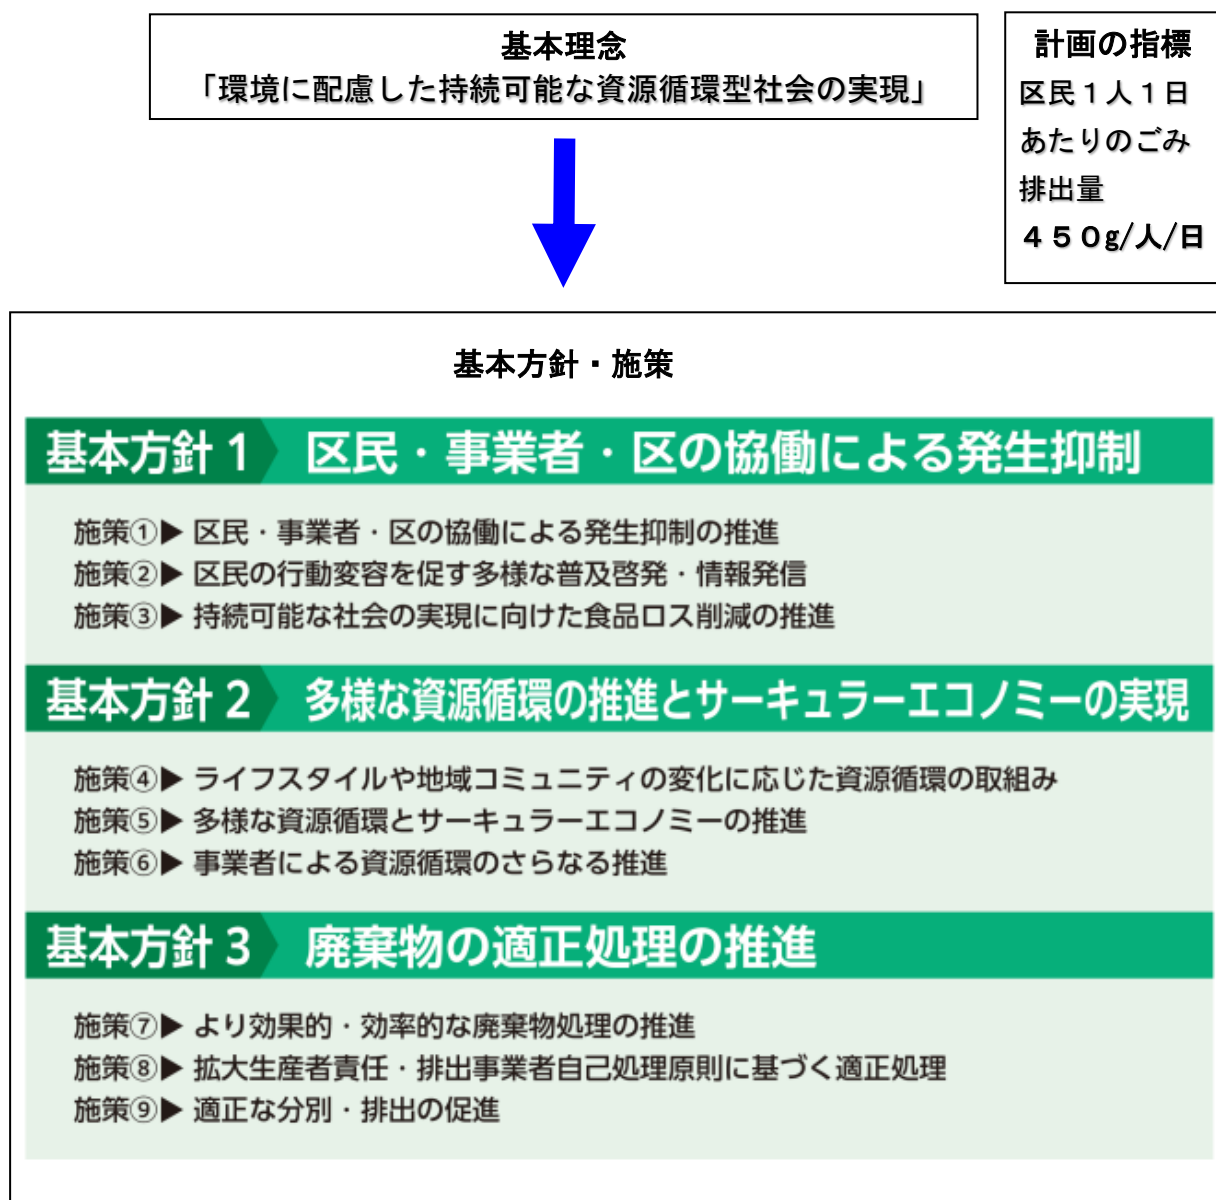 基本理念
「環境に配慮した持続可能な資源循環型社会の実現」
計画の指標
区民１人１日
あたりのごみ
排出量
４５０g/人/日
基本方針・施策
基本方針 1 区民・事業者・区の協働による発生抑制
施策①▶ 区民・事業者・区の協働による発生抑制の推進
施策②▶ 区民の行動変容を促す多様な普及啓発・情報発信
施策③▶ 持続可能な社会の実現に向けた食品ロス削減の推進
基本方針 2 多様な資源循環の推進とサーキュラーエコノミーの実現
施策④▶ ライフスタイルや地域コミュニティの変化に応じた資源循環の取組み
施策⑤▶ 多様な資源循環とサーキュラーエコノミーの推進
施策⑥▶ 事業者による資源循環のさらなる推進
基本方針 3 廃棄物の適正処理の推進
施策⑦▶ より効果的・効率的な廃棄物処理の推進
施策⑧▶ 拡大生産者責任・排出事業者自己処理原則に基づく適正処理
施策⑨▶ 適正な分別・排出の促進